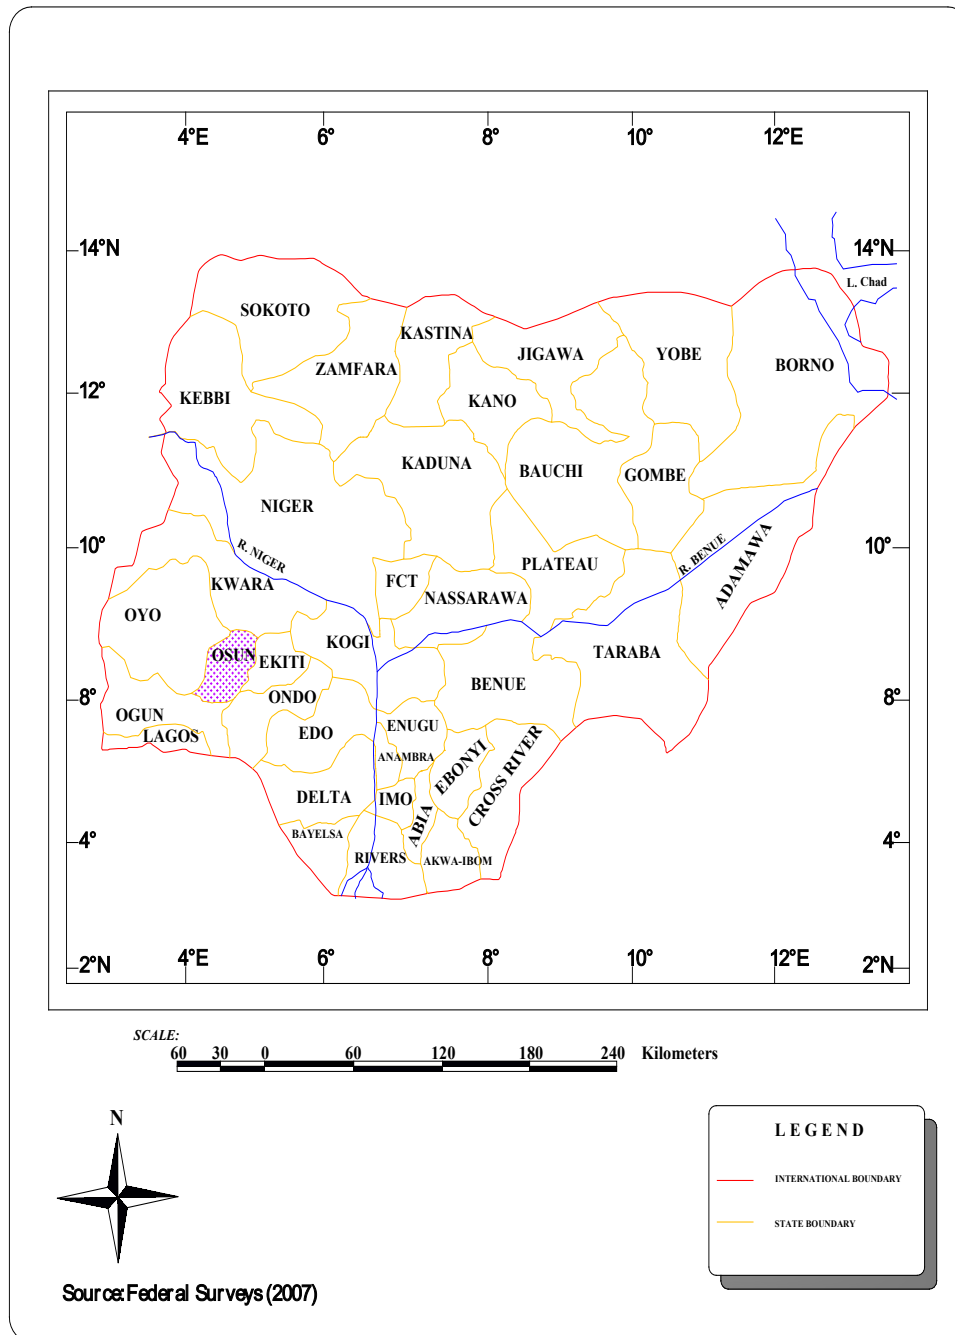 4°E 6° 8° 10° 12°E
14°N 14°N
L. Chad
SOKOTO
KASTINA
JIGAWA
YOBE
ZAMFARA
BORNO
12° 12°
KEBBI
KANO
KADUNA
BAUCHI
GOMBE
NIGER
10° 10°
R. NIGER
R. BENUE
ADAMAWA
PLATEAU
KWARA
FCT
NASSARAWA
OYO
KOGI
OSUN
EKITI
TARABA
BENUE
8° 8°
ONDO
OGUN
LAGOS
EDO
ENUGU
ANAMBRA
EBONYI
CROSS RIVER
DELTA
IMO
ABIA
BAYELSA
4° 4°
RIVERS
AKWA-IBOM
2°N 2°N
4°E 6° 8° 10° 12°E
SCALE:
60 30 0 60 120 180 240 Kilometers
N
LEGEND
INTERNATIONAL BOUNDARY
STATE BOUNDARY
Source:Federal Surveys (2007)